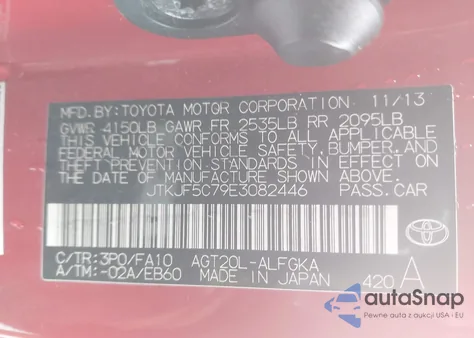 MFD. BY: TOYOTA MOTOR CORPORATION 11/13
GVWR 4150LB GAWR FR 2535LB RR 2095LB
THIS VEHICLE CONFORMS TO ALL APPLICABLE
FEDERAL MOTOR VEHICLE SAFETY, BUMPER, AND
THEFT PREVENTION STANDARDS IN EFFECT ON
THE DATE OF MANUFACTURE SHOWN ABOVE.
JTKJF5C79E3082446 PASS.CAR
TOYOTA
C/TR: 3P0/FA10 AGT20L-ALFGKA
A/TM: -02A/EB60 MADE IN JAPAN 420 A
autoSnap
Pewne auta z dostawą z USA i EU